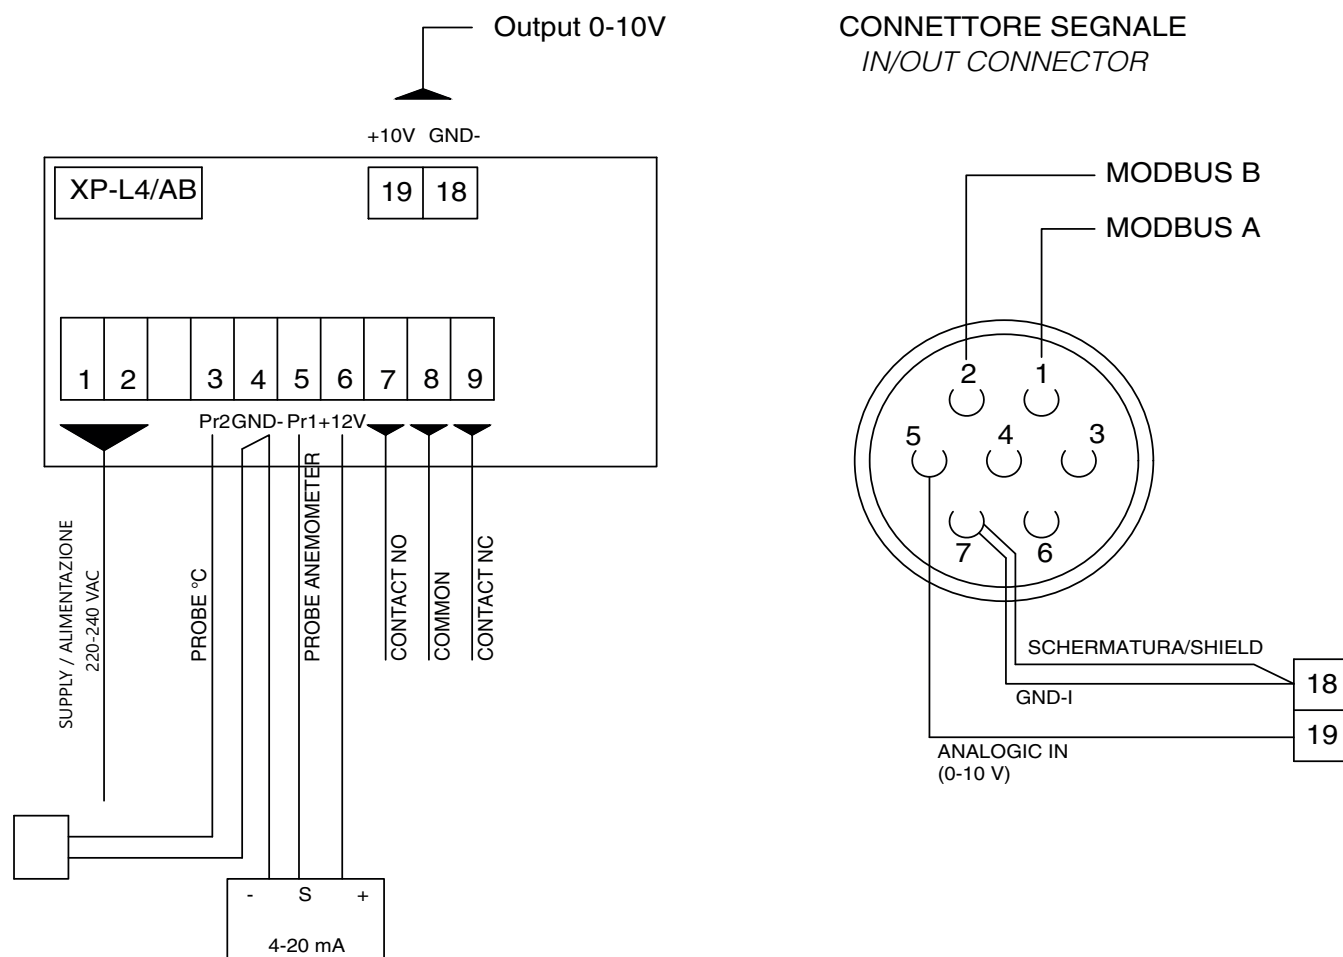 Output 0-10V
+10V GND-
XP-L4/AB
19 18
1 2 3 4 5 6 7 8 9
Pr2GND- Pr1+12V
SUPPLY / ALIMENTAZIONE
220-240 VAC
PROBE °C
PROBE ANEMOMETER
CONTACT NO
COMMON
CONTACT NC
- S +
4-20 mA
CONNETTORE SEGNALE
IN/OUT CONNECTOR
MODBUS B
MODBUS A
2 1
5 4 3
7 6
SCHERMATURA/SHIELD
18
GND-I
19
ANALOGIC IN
(0-10 V)